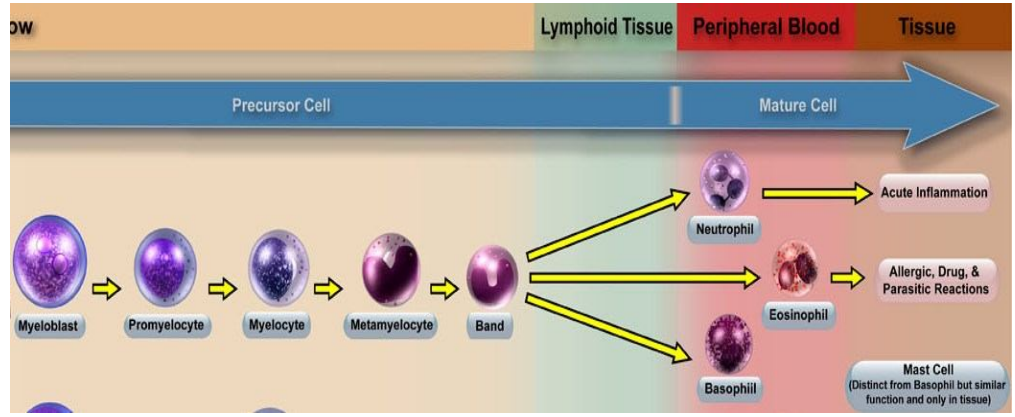 ow
Lymphoid Tissue
Peripheral Blood
Tissue
Precursor Cell
Mature Cell
Neutrophil
Acute Inflammation
Allergic, Drug, &
Parasitic Reactions
Eosinophil
Myeloblast
Promyelocyte
Myelocyte
Metamyelocyte
Band
Basophiil
Mast Cell
(Distinct from Basophil but similar
function and only in tissue)